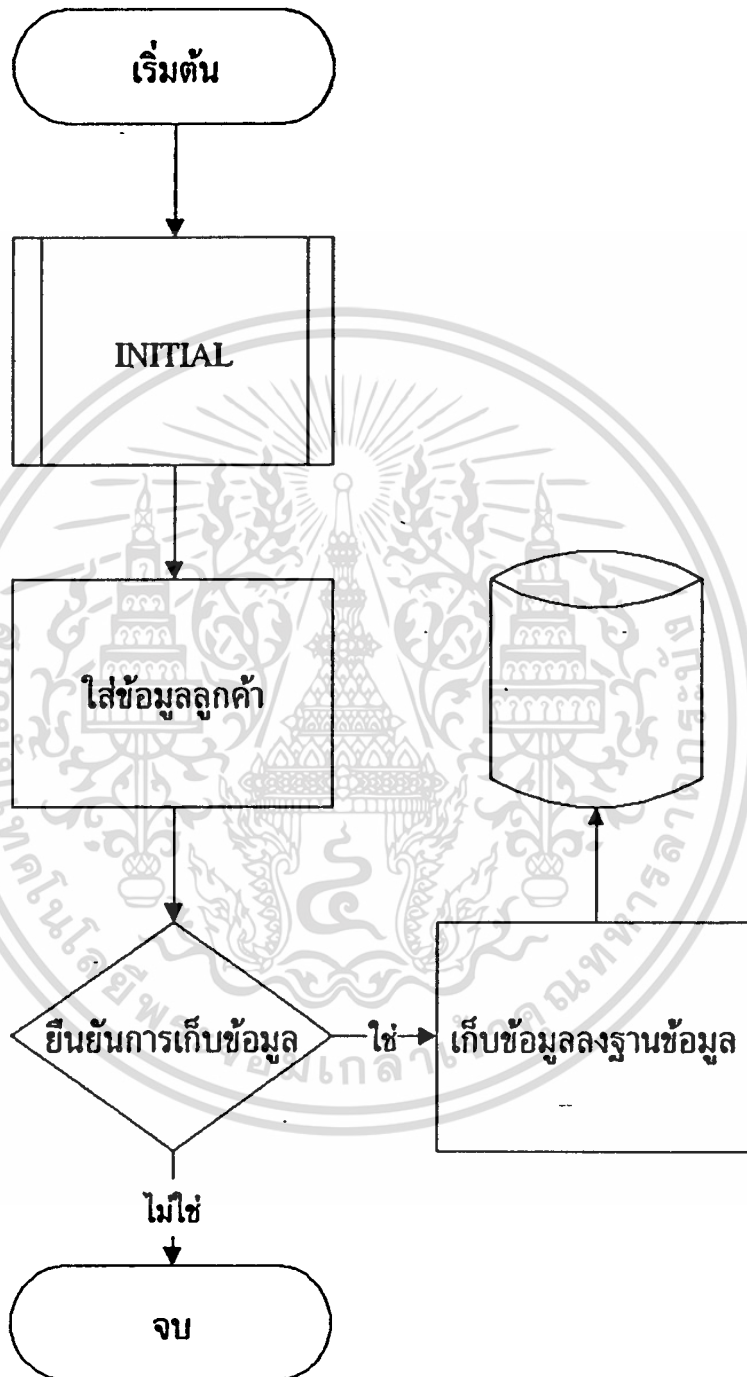 เริ่มต้น
INITIAL
ใส่ข้อมูลลูกค้า
ยืนยันการเก็บข้อมูล
ใช่
เก็บข้อมูลลงฐานข้อมูล
ไม่ใช่
จบ